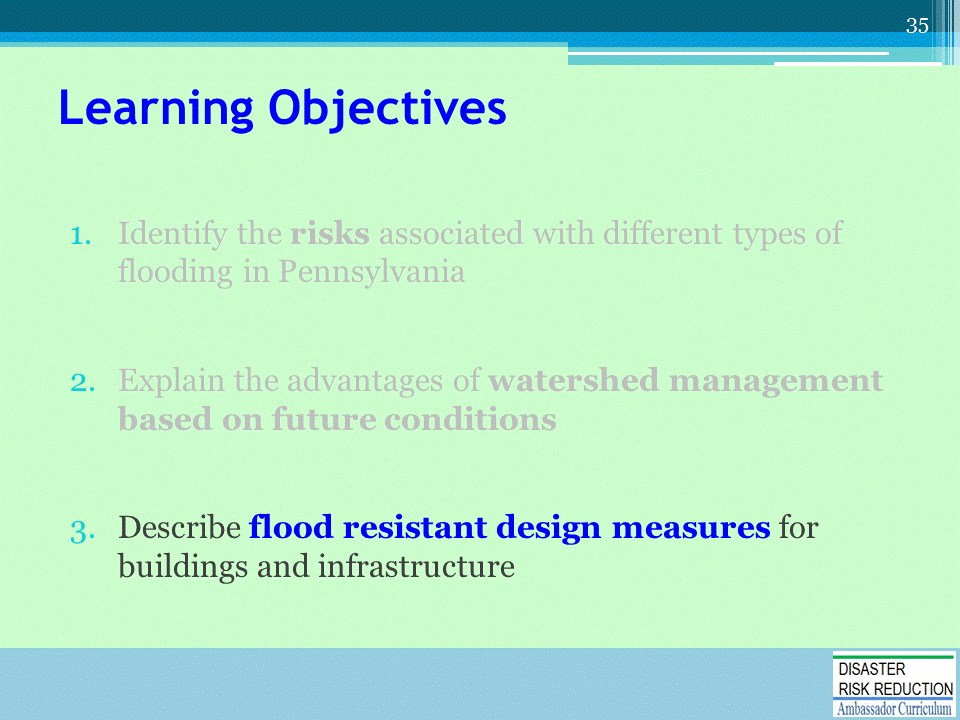 35
Learning Objectives
1. Identify the risks associated with different types of
flooding in Pennsylvania
2. Explain the advantages of watershed management
based on future conditions
3. Describe flood resistant design measures for
buildings and infrastructure
DISASTER
RISK REDUCTION
Ambassador Curriculum